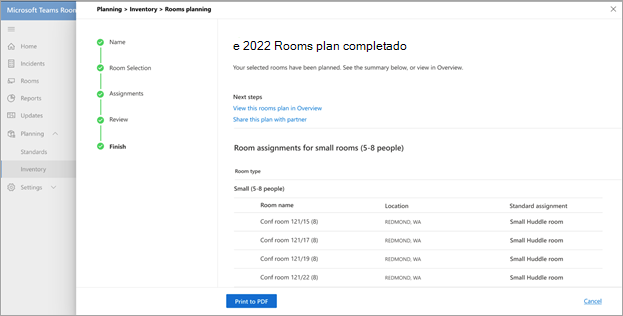 Microsoft Teams Room
Planning > Inventory > Rooms planning
Home
Incidents
Rooms
Reports
Updates
Planning
Standards
Inventory
Settings
Name
Room Selection
Assignments
Review
Finish
e 2022 Rooms plan completado
Your selected rooms have been planned. See the summary below, or view in Overview.
Next steps
View this rooms plan in Overview
Share this plan with partner
Room assignments for small rooms (5-8 people)
Room type
Small (5-8 people)
Room name Location Standard assignment
Conf room 121/15 (8) REDMOND, WA Small Huddle room
Conf room 121/17 (8) REDMOND, WA Small Huddle room
Conf room 121/19 (8) REDMOND, WA Small Huddle room
Conf room 121/22 (8) REDMOND, WA Small Huddle room
Print to PDF
Cancel